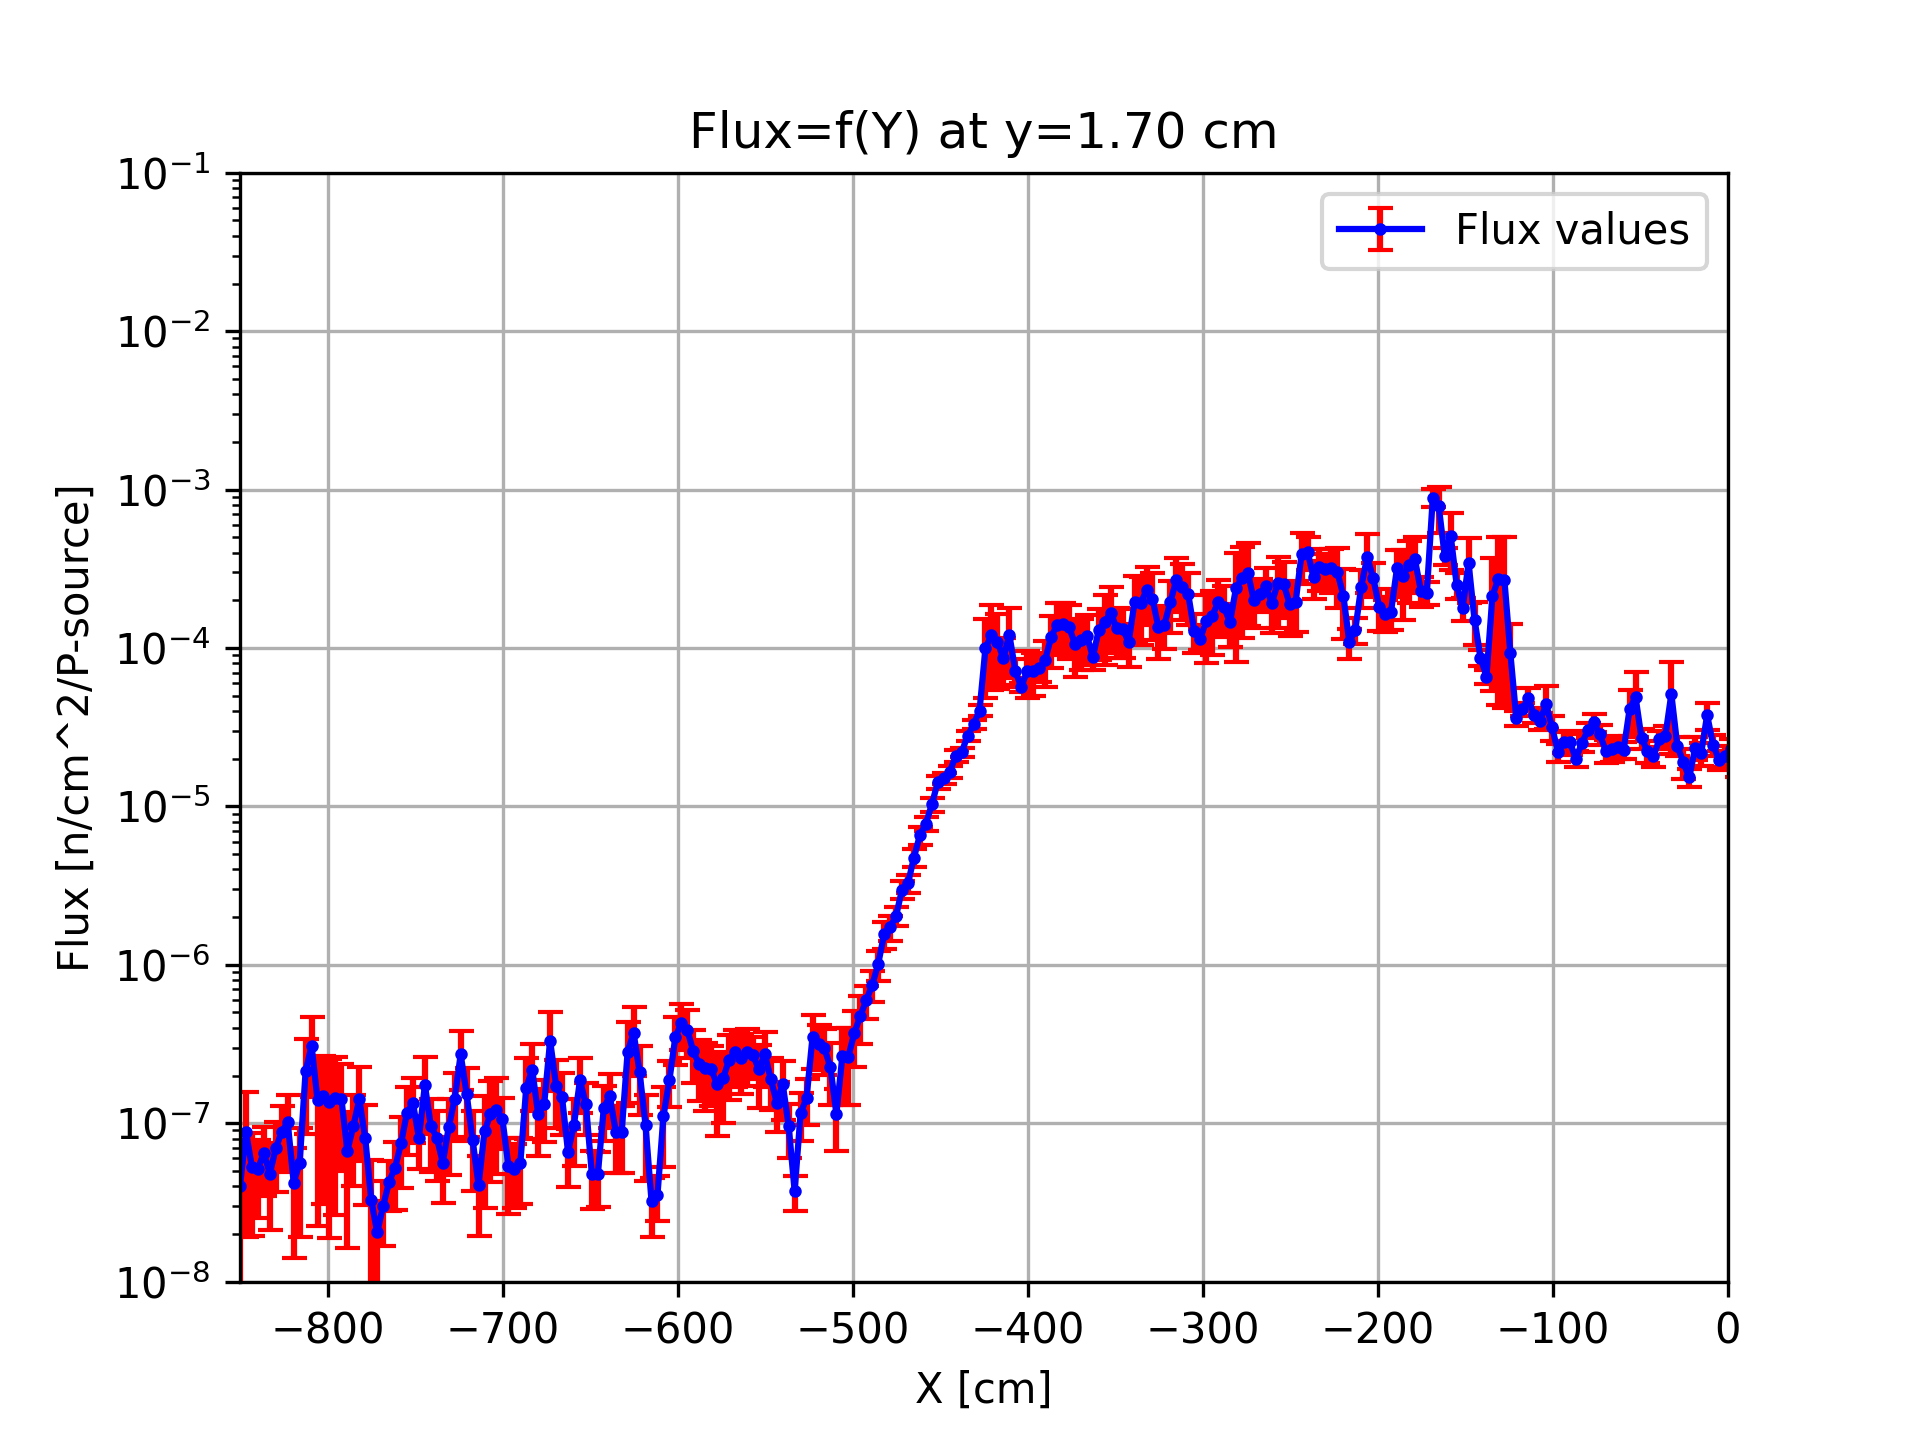 Flux=f(Y) at y=1.70 cm
Flux values
10⁻¹
10⁻²
10⁻³
10⁻⁴
10⁻⁵
10⁻⁶
10⁻⁷
10⁻⁸
Flux [n/cm^2/P-source]
−800 −700 −600 −500 −400 −300 −200 −100 0
X [cm]